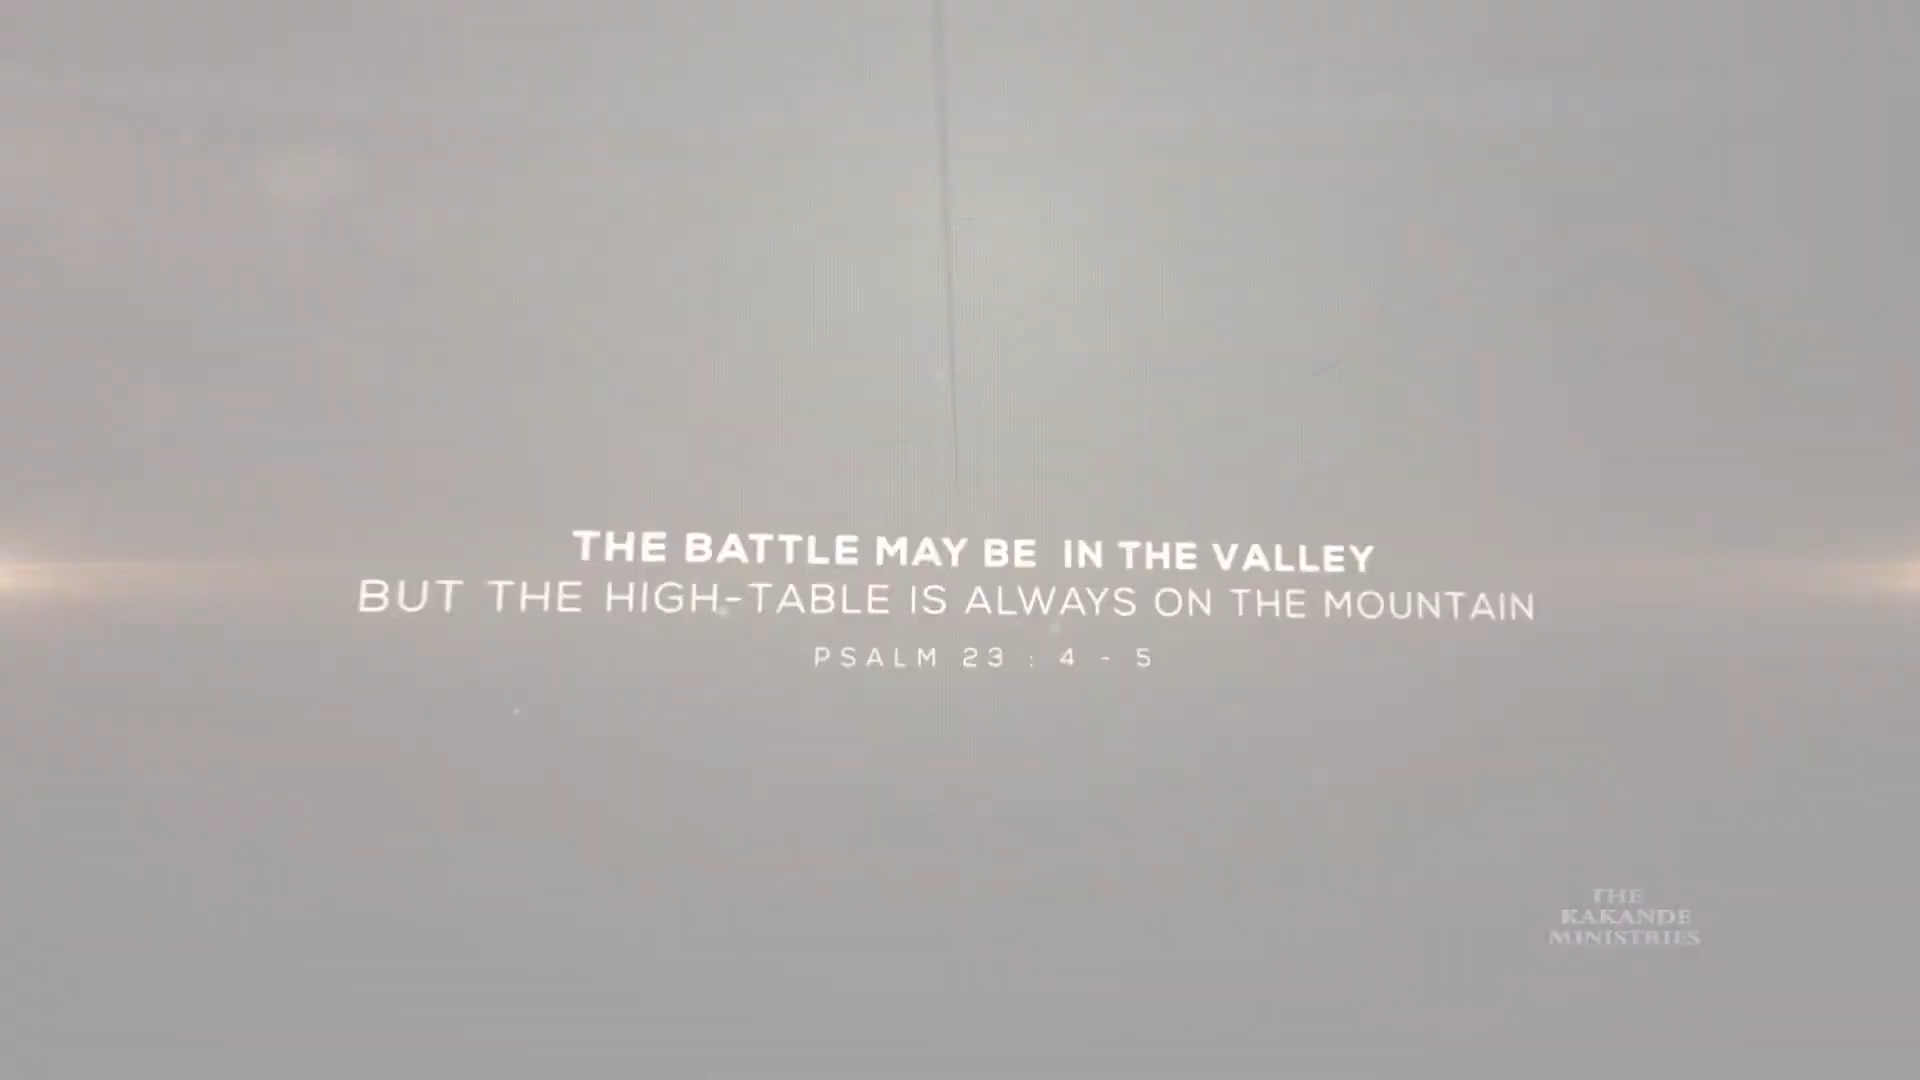 THE BATTLE MAY BE IN THE VALLEY
BUT THE HIGH-TABLE IS ALWAYS ON THE MOUNTAIN
PSALM 23 : 4 - 5
THE
KAKANDE
MINISTRIES